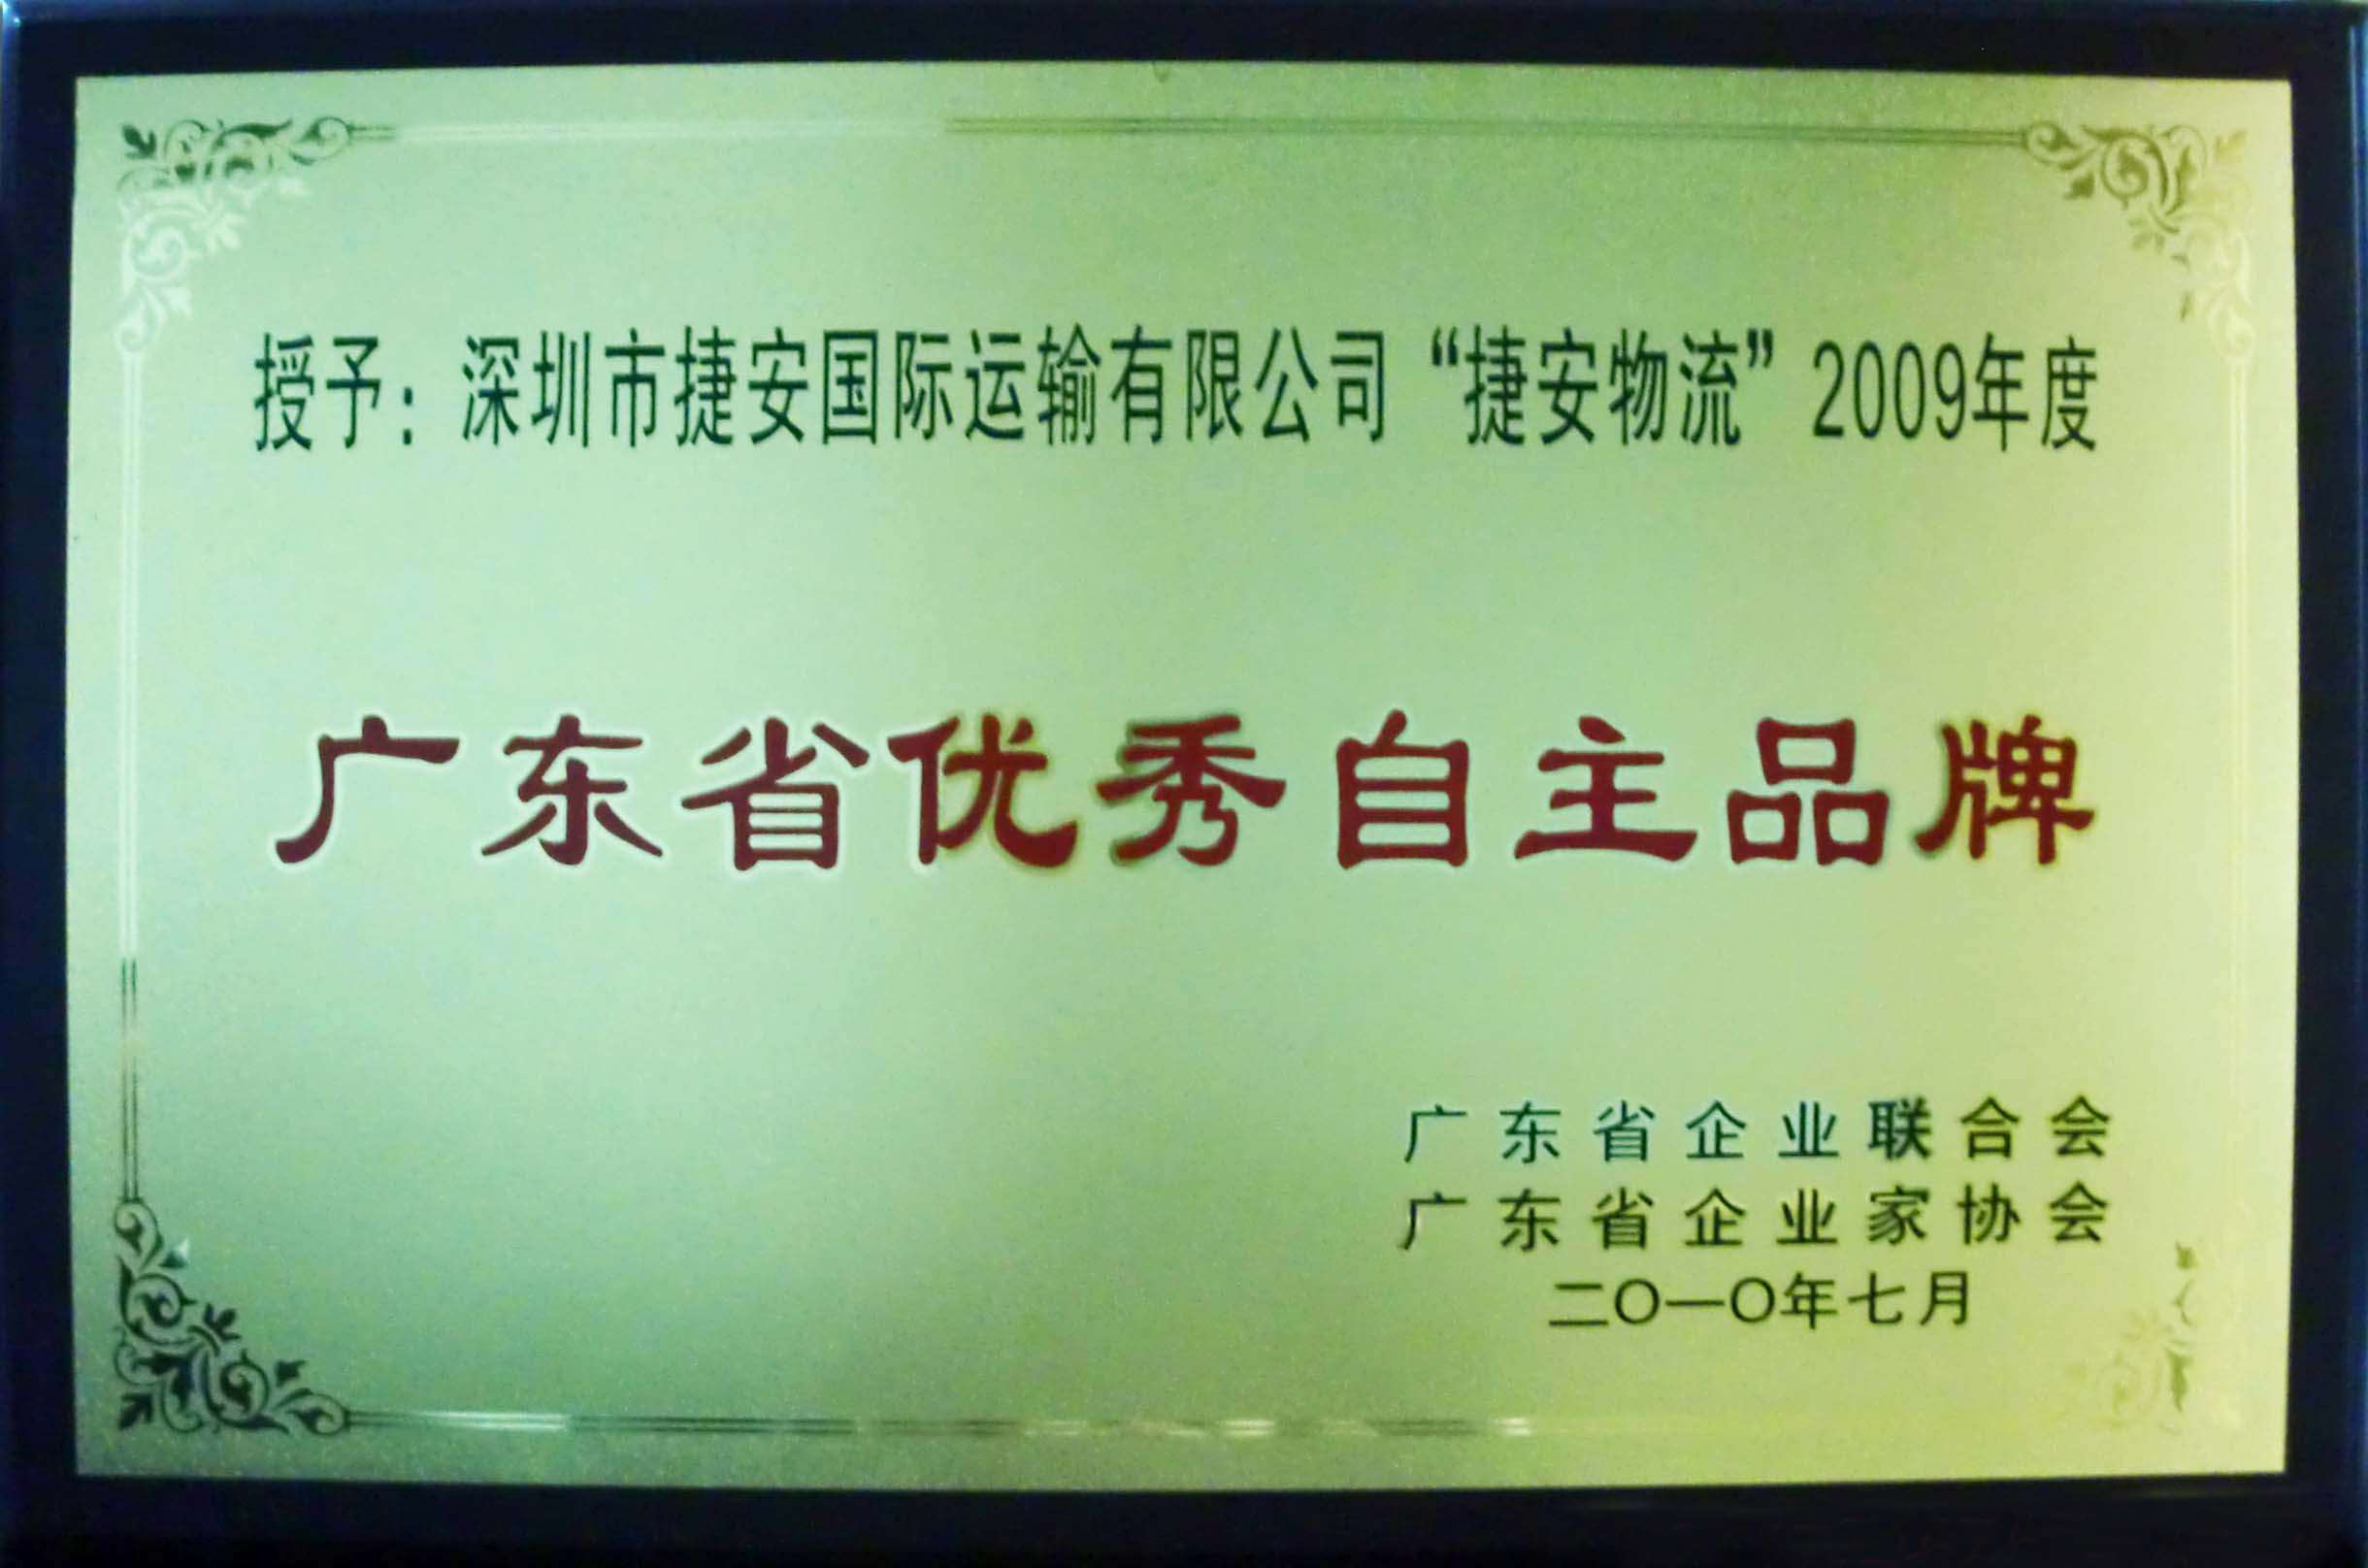 授予：深圳市捷安国际运输有限公司“捷安物流”2009年度
广东省优秀自主品牌
广东省企业联合会
广东省企业家协会
二〇一〇年七月